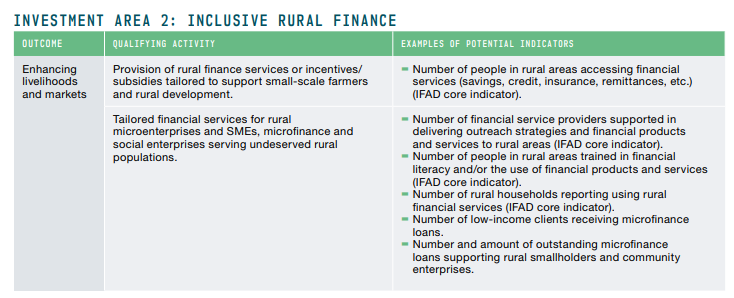 INVESTMENT AREA 2: INCLUSIVE RURAL FINANCE
OUTCOME
QUALIFYING ACTIVITY
EXAMPLES OF POTENTIAL INDICATORS
Enhancing
livelihoods
and markets
Provision of rural finance services or incentives/
subsidies tailored to support small-scale farmers
and rural development.
Number of people in rural areas accessing financial
services (savings, credit, insurance, remittances, etc.)
(IFAD core indicator).
Tailored financial services for rural
microenterprises and SMEs, microfinance and
social enterprises serving undeserved rural
populations.
Number of financial service providers supported in
delivering outreach strategies and financial products
and services to rural areas (IFAD core indicator).
Number of people in rural areas trained in financial
literacy and/or the use of financial products and services
(IFAD core indicator).
Number of rural households reporting using rural
financial services (IFAD core indicator).
Number of low-income clients receiving microfinance
loans.
Number and amount of outstanding microfinance
loans supporting rural smallholders and community
enterprises.